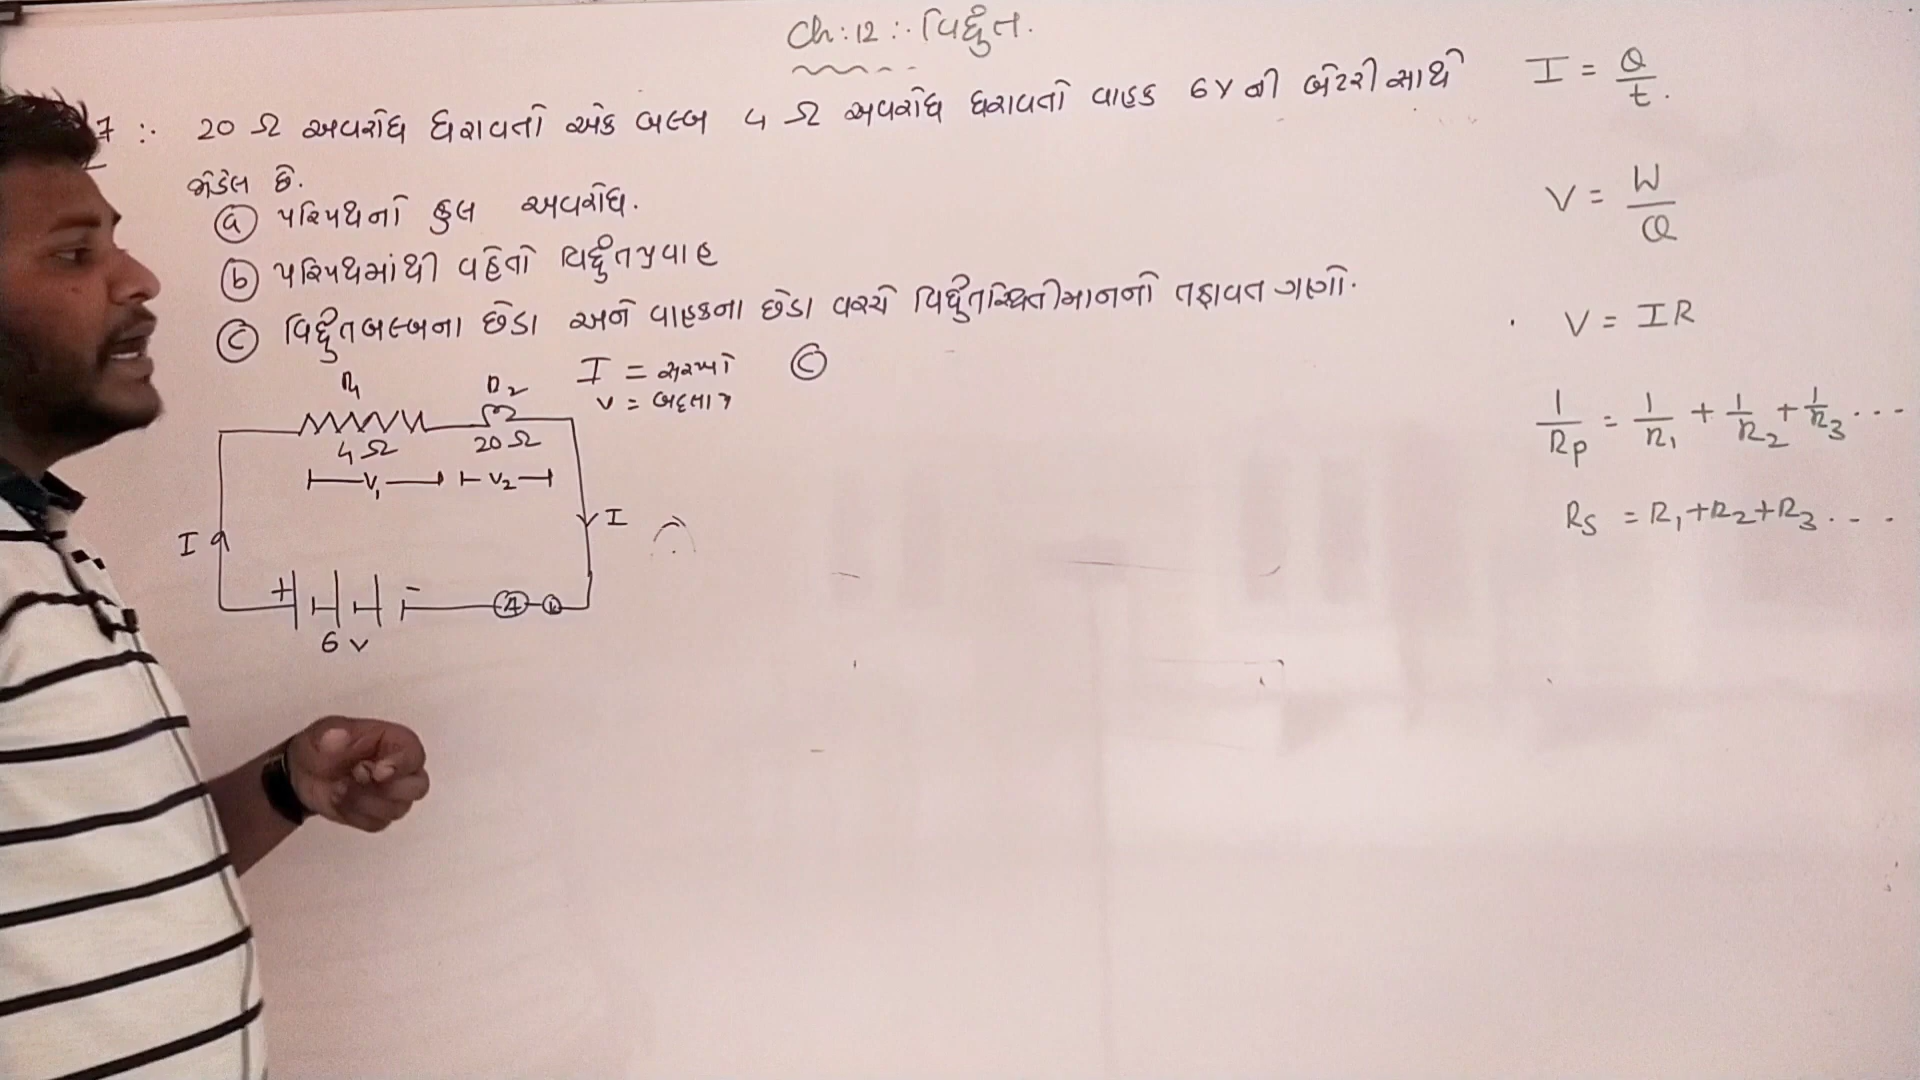 Ch:12 :. વિદ્યુત.
7 :. 20 Ω અવરોધ ધરાવતો એક બલ્બ 4 Ω અવરોધ ધરાવતો વાહક 6V ની બેટરી સાથે
જોડેલ છે.
(a) પરિપથનો કુલ અવરોધ.
(b) પરિપથમાંથી વહેતો વિદ્યુતપ્રવાહ
(c) વિદ્યુતબલ્બના છેડા અને વાહકના છેડા વચ્ચે વિદ્યુતસ્થિતીમાનનો તફાવત ગણો.
I = સરખો
V = બદલાય
(C)
R1 R2
4 Ω 20 Ω
V1 V2
I I
+ -
A K
6 V
I = Q/t.
V = W/Q
V = IR
1/Rp = 1/R1 + 1/R2 + 1/R3 ...
RS = R1+R2+R3 ...